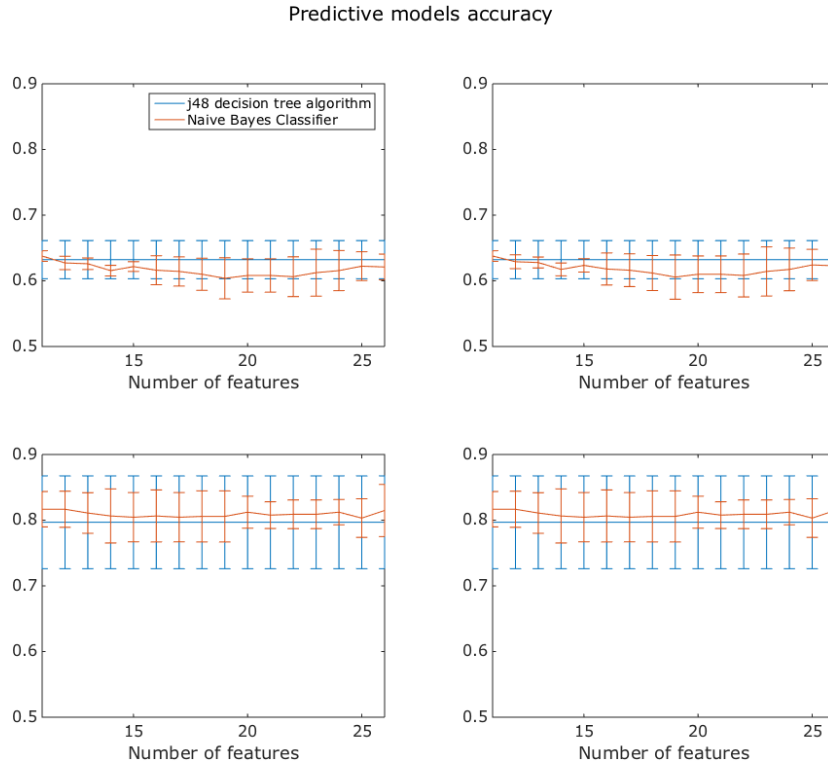 Predictive models accuracy
0.9
0.8
0.7
0.6
0.5
j48 decision tree algorithm
Naive Bayes Classifier
15 20 25
Number of features
0.9
0.8
0.7
0.6
0.5
15 20 25
Number of features
0.9
0.8
0.7
0.6
0.5
15 20 25
Number of features
0.9
0.8
0.7
0.6
0.5
15 20 25
Number of features